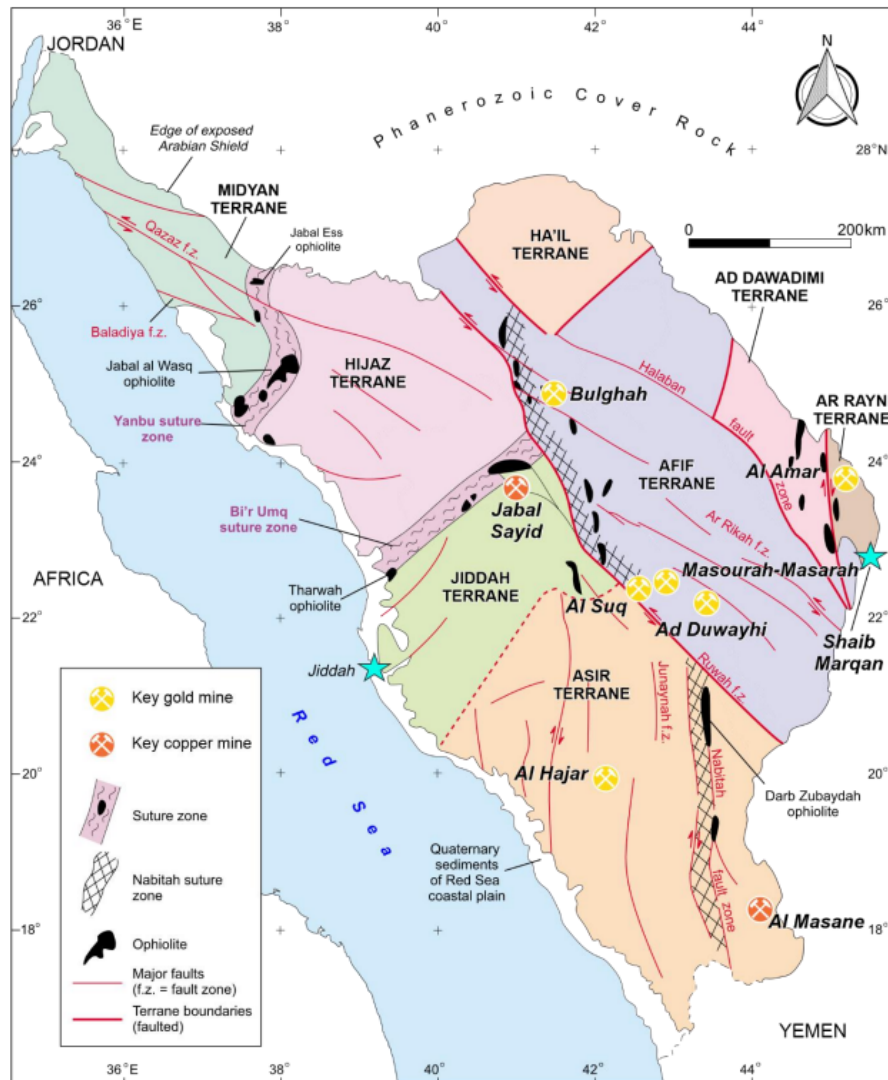 36°E
38
40
42
44
JORDAN
N
Phanerozoic Cover Rock
28°N
Edge of exposed
Arabian Shield
MIDYAN
TERRANE
Qazaz f.z.
Jabal Ess
ophiolite
HA'IL
TERRANE
0
200km
AD DAWADIMI
TERRANE
26
26
Baladiya f.z.
Jabal al Wasq
ophiolite
HIJAZ
TERRANE
Halaban
fault
zone
Bulghah
AR RAYN
TERRANE
Yanbu suture
zone
24
24
AFIF
TERRANE
Al Amar
Jabal
Sayid
Ar Rikah f.z.
Bi'r Umq
suture zone
Masourah-Masarah
AFRICA
Tharwah
ophiolite
JIDDAH
TERRANE
Al Suq
22
22
Ad Duwayhi
Shaib
Marqan
Jiddah
ASIR
TERRANE
Junaynah f.z.
Ruwah f.z.
Key gold mine
Key copper mine
Red Sea
20
20
Al Hajar
Nabitah
fault zone
Darb Zubaydah
ophiolite
Suture zone
Quaternary
sediments
of Red Sea
coastal plain
Nabitah suture
zone
18
18
Al Masane
Ophiolite
Major faults
(f.z. = fault zone)
Terrane boundaries
(faulted)
YEMEN
36°
38°
40°
42°
44°